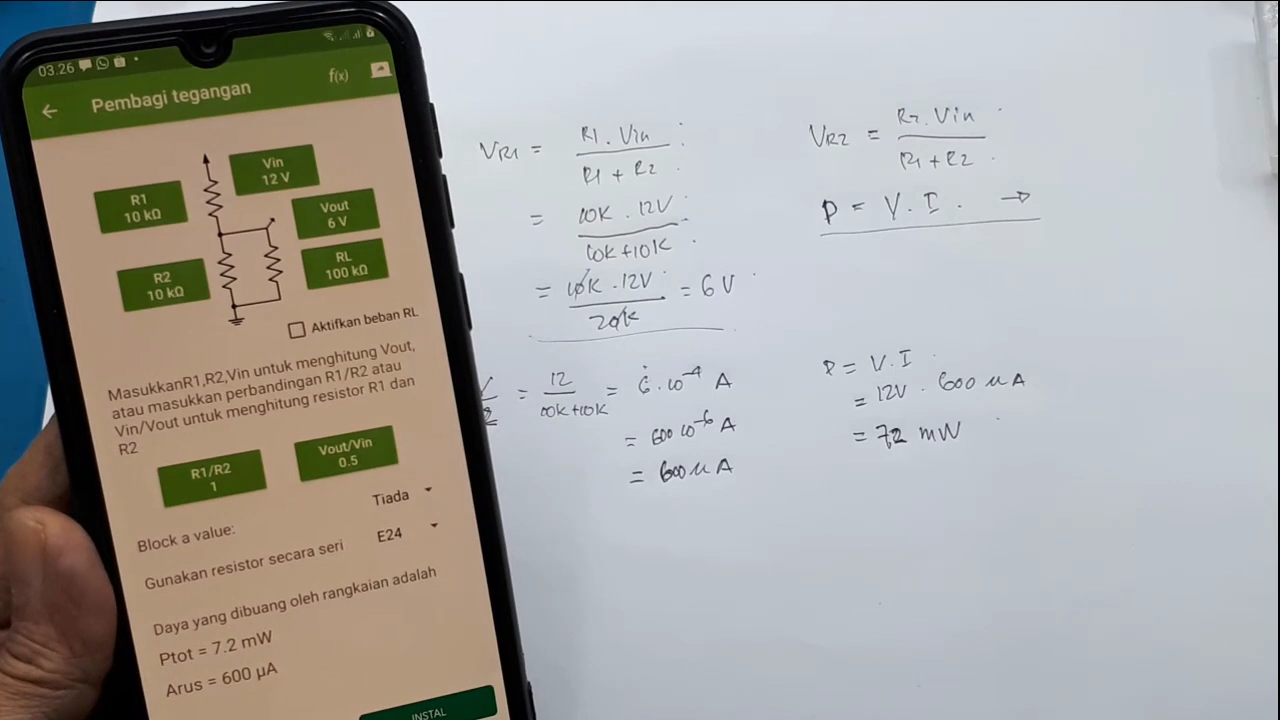 03.26
Pembagi tegangan
f(x)
Vin
12 V
R1
10 kΩ
Vout
6 V
R2
10 kΩ
RL
100 kΩ
Aktifkan beban RL
MasukkanR1,R2,Vin untuk menghitung Vout,
atau masukkan perbandingan R1/R2 atau
Vin/Vout untuk menghitung resistor R1 dan
R2
R1/R2
1
Vout/Vin
0.5
Block a value:
Tiada
Gunakan resistor secara seri
E24
Daya yang dibuang oleh rangkaian adalah
Ptot = 7.2 mW
Arus = 600 µA
INSTAL
VR1 = R1 . Vin
R1 + R2
= 10K . 12V
10K+10K
= 10K . 12V = 6V
20K
= 12 = 6.10⁻⁴ A
10K+10K
= 600 10⁻⁶ A
= 600 µA
VR2 = R2 . Vin
R1 + R2
P = V . I . →
P = V . I
= 12V . 600 µA
= 7.2 mW